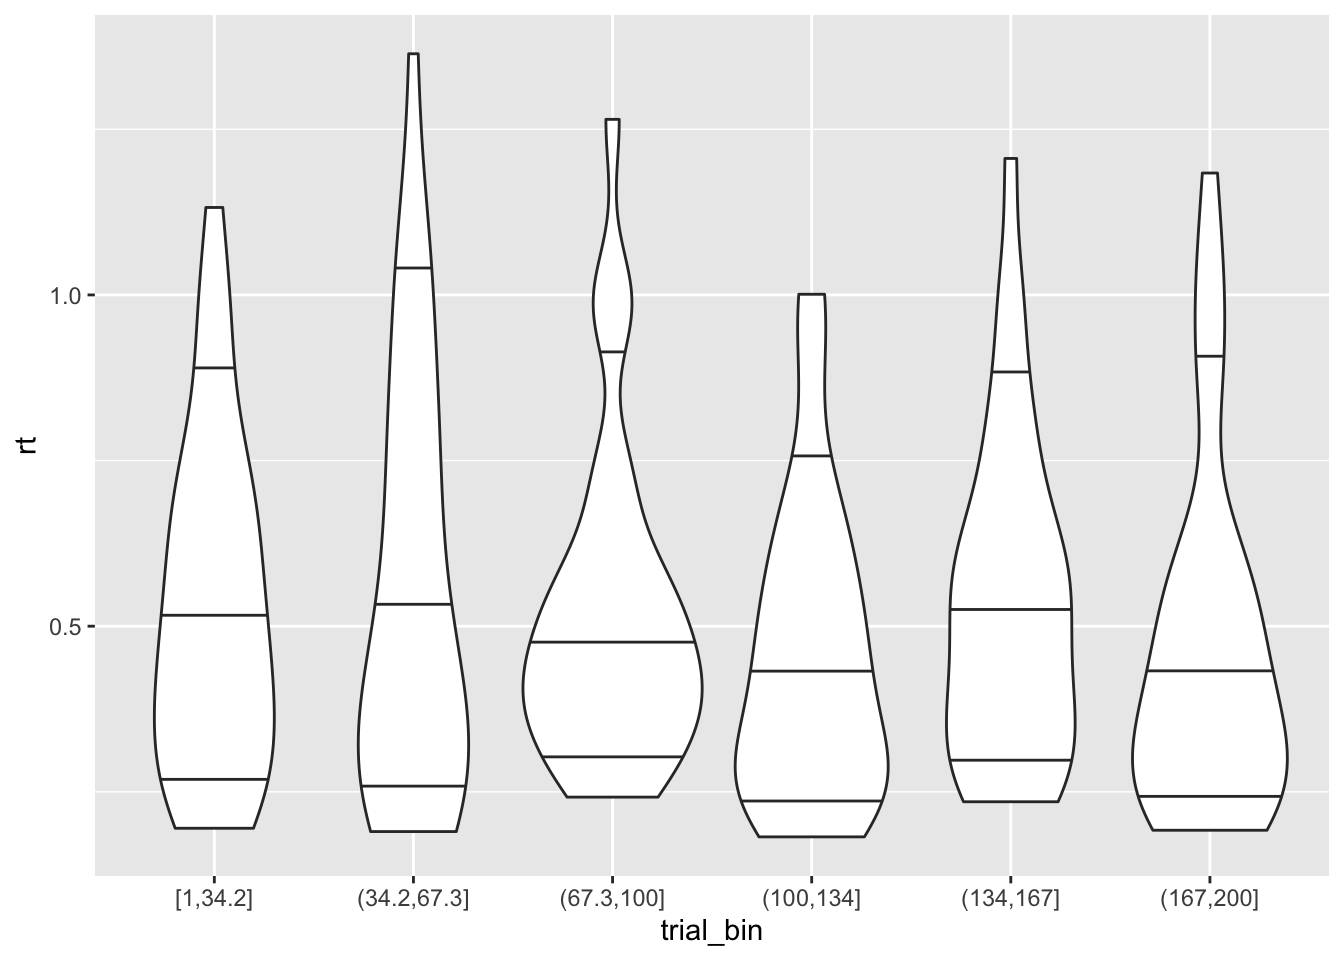 rt
1.0
0.5
[1,34.2] (34.2,67.3] (67.3,100] (100,134] (134,167] (167,200]
trial_bin